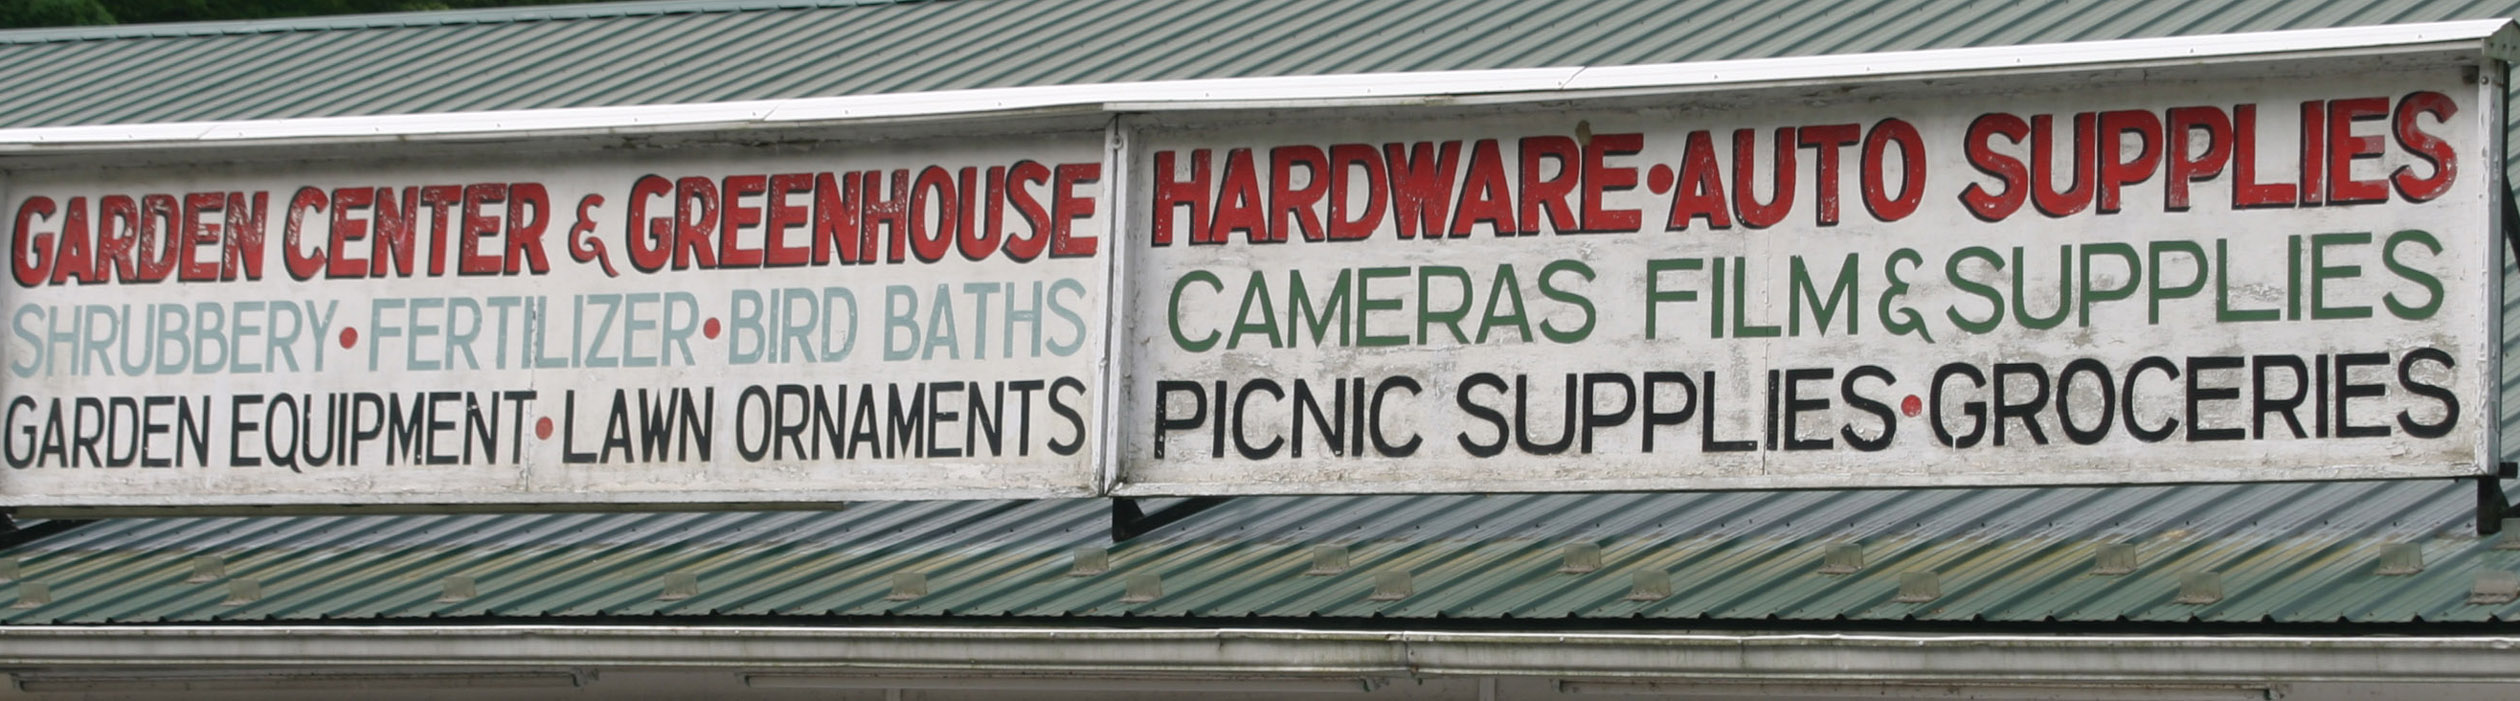 GARDEN CENTER & GREENHOUSE
SHRUBBERY • FERTILIZER • BIRD BATHS
GARDEN EQUIPMENT • LAWN ORNAMENTS
HARDWARE • AUTO SUPPLIES
CAMERAS FILM & SUPPLIES
PICNIC SUPPLIES • GROCERIES